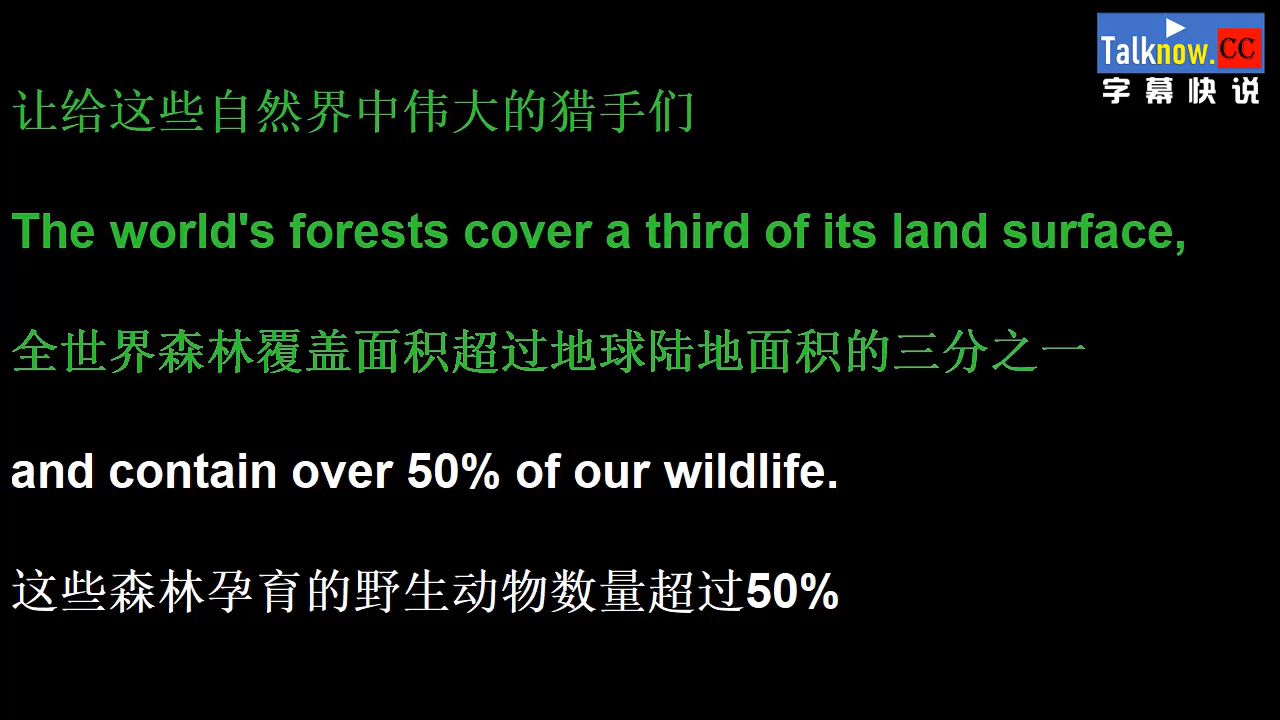 Talknow.CC
字幕快说
让给这些自然界中伟大的猎手们
The world's forests cover a third of its land surface,
全世界森林覆盖面积超过地球陆地面积的三分之一
and contain over 50% of our wildlife.
这些森林孕育的野生动物数量超过50%